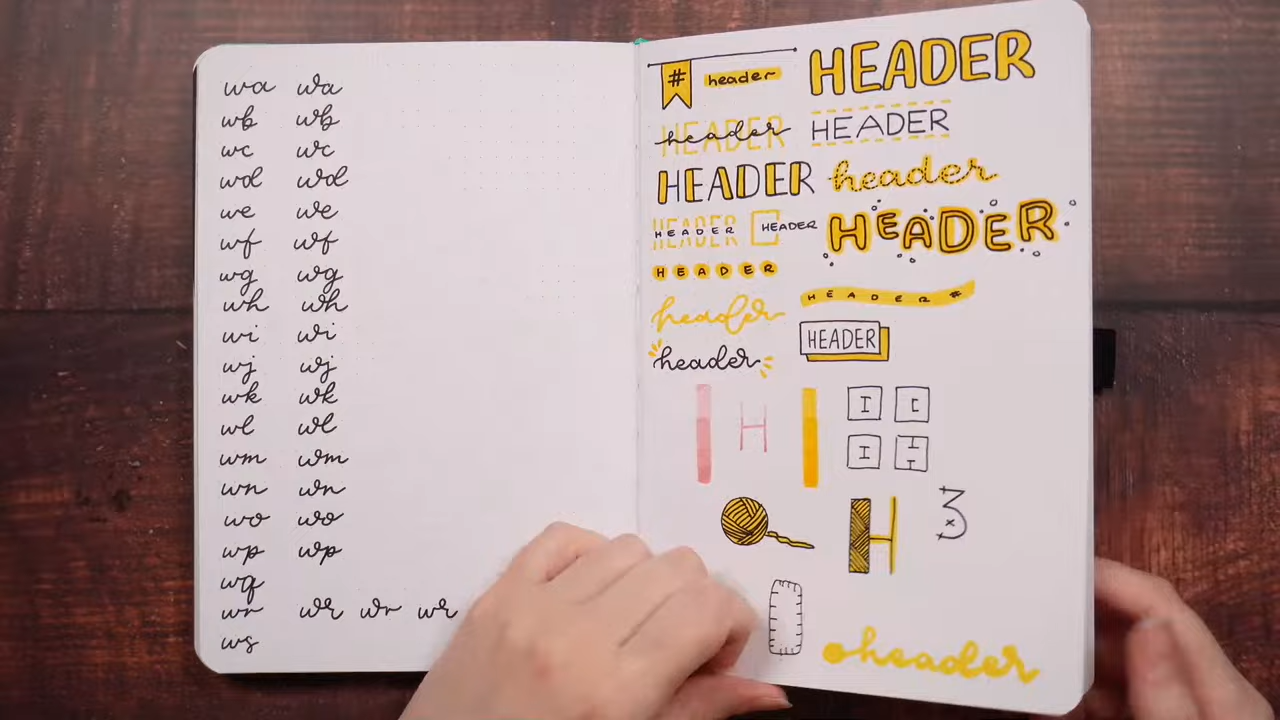 wa wa
wb wb
wc wc
wd wd
we we
wf wf
wg wg
wh wh
wi wi
wj wj
wk wk
wl wl
wm wm
wn wn
wo wo
wp wp
wq
wr wr wr wr
ws
# header HEADER
HEADER header HEADER
HEADER header
HEADER HEADER HEADER HEADER
HEADER
header HEADER #
header HEADER
H I I
I I I
H
header